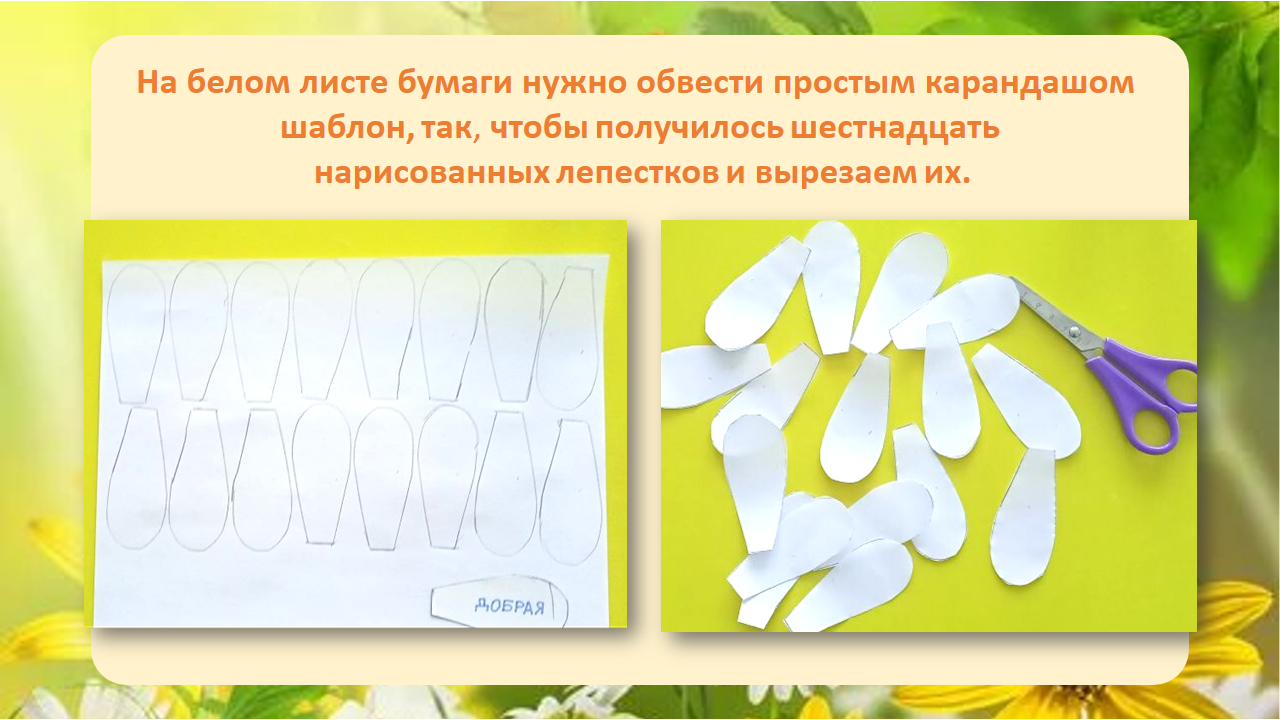 На белом листе бумаги нужно обвести простым карандашом
шаблон, так, чтобы получилось шестнадцать
нарисованных лепестков и вырезаем их.
ДОБРАЯ